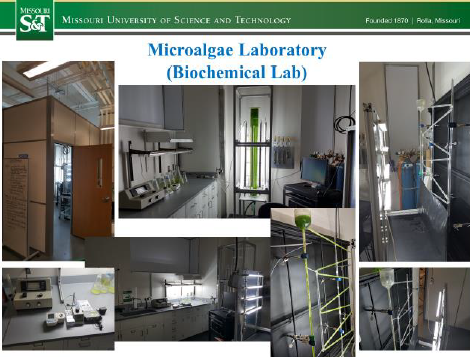 MISSOURI
S&T
MISSOURI UNIVERSITY OF SCIENCE AND TECHNOLOGY
Founded 1870 | Rolla, Missouri
Microalgae Laboratory
(Biochemical Lab)